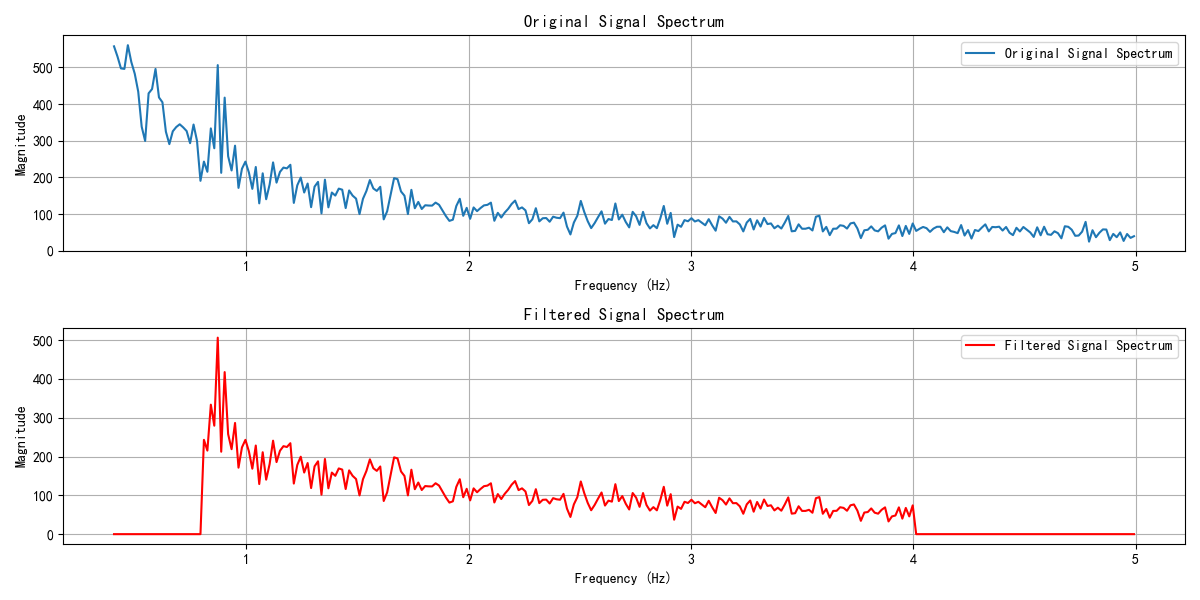 Original Signal Spectrum
Original Signal Spectrum
Magnitude
500
400
300
200
100
0
1
2
3
4
5
Frequency (Hz)
Filtered Signal Spectrum
Filtered Signal Spectrum
Magnitude
500
400
300
200
100
0
1
2
3
4
5
Frequency (Hz)